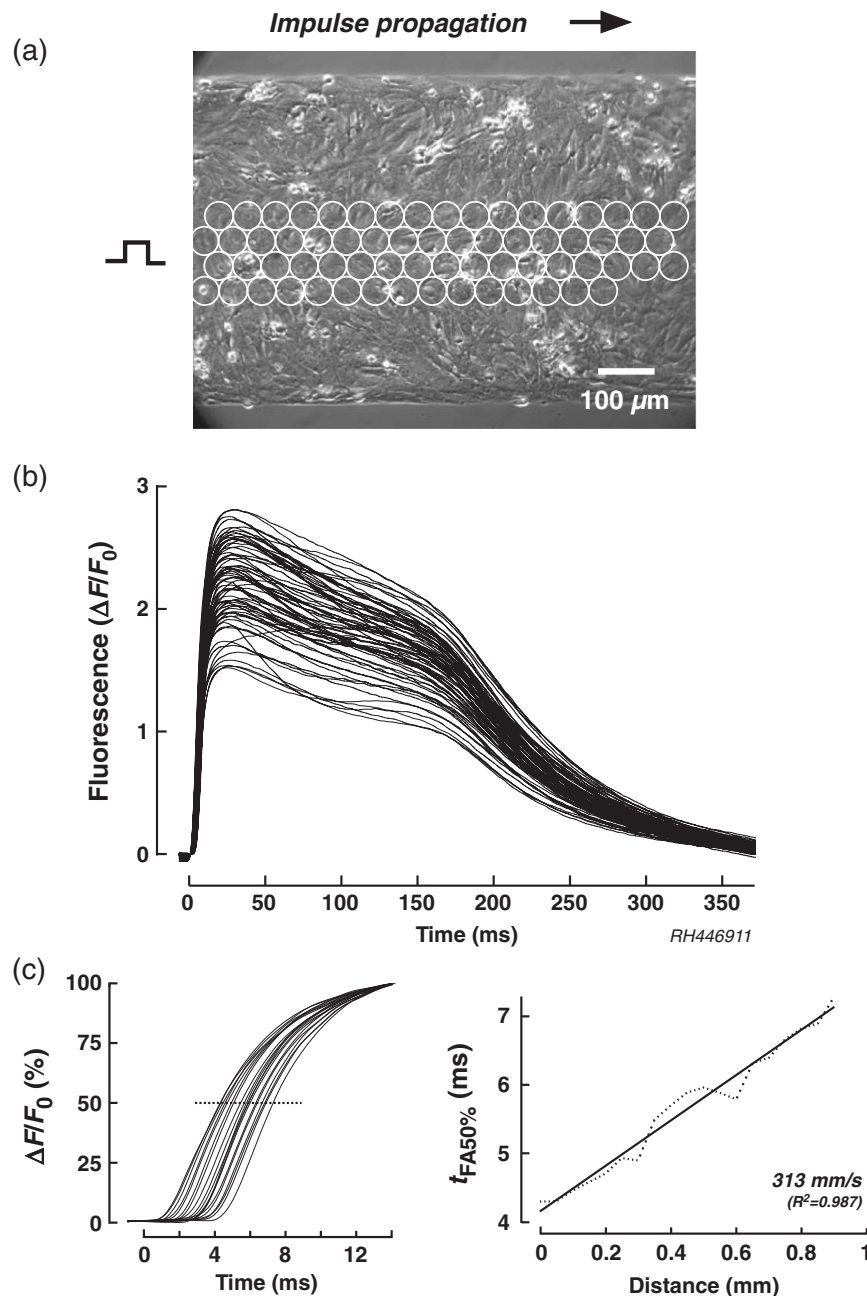 Impulse propagation
(a)
100 µm
(b)
Fluorescence (ΔF/F0)
3
2
1
0
0 50 100 150 200 250 300 350
Time (ms)
RH446911
(c)
ΔF/F0 (%)
100
75
50
25
0
0 4 8 12
Time (ms)
tFA50% (ms)
7
6
5
4
313 mm/s
(R²=0.987)
0 0.2 0.4 0.6 0.8 1
Distance (mm)